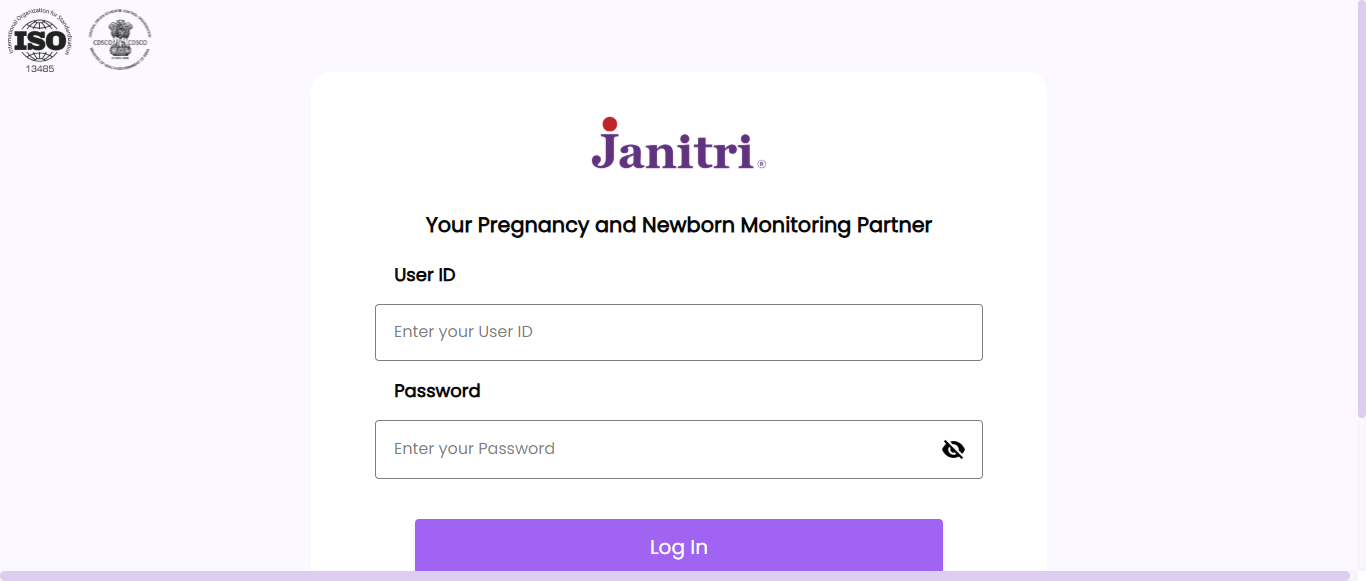 International Organization for Standardization
ISO
13485
CDSCO CDSCO
Janitri®
Your Pregnancy and Newborn Monitoring Partner
User ID
Enter your User ID
Password
Enter your Password
Log In